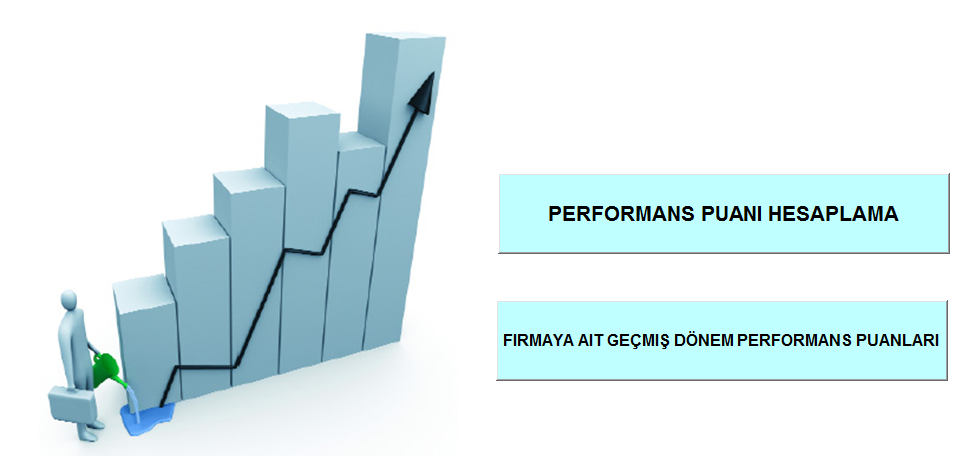 PERFORMANS PUANI HESAPLAMA
FIRMAYA AIT GEÇMIŞ DÖNEM PERFORMANS PUANLARI